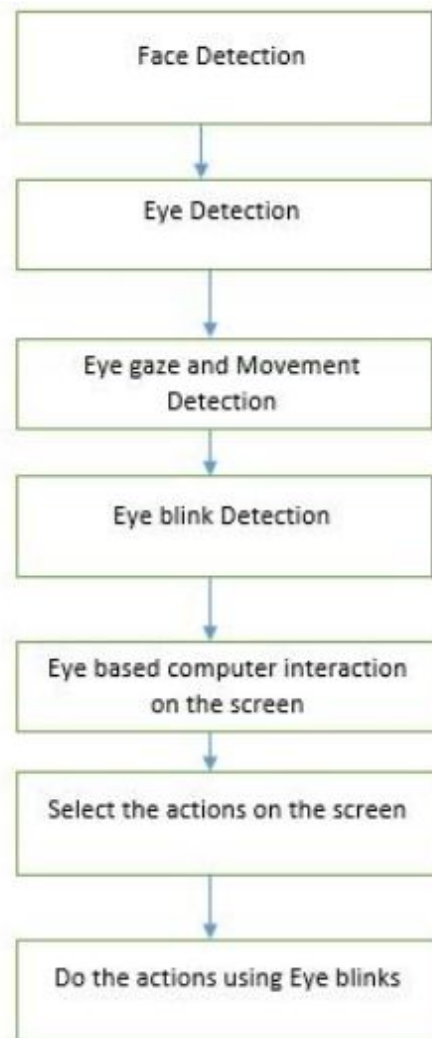 Face Detection
Eye Detection
Eye gaze and Movement
Detection
Eye blink Detection
Eye based computer interaction
on the screen
Select the actions on the screen
Do the actions using Eye blinks